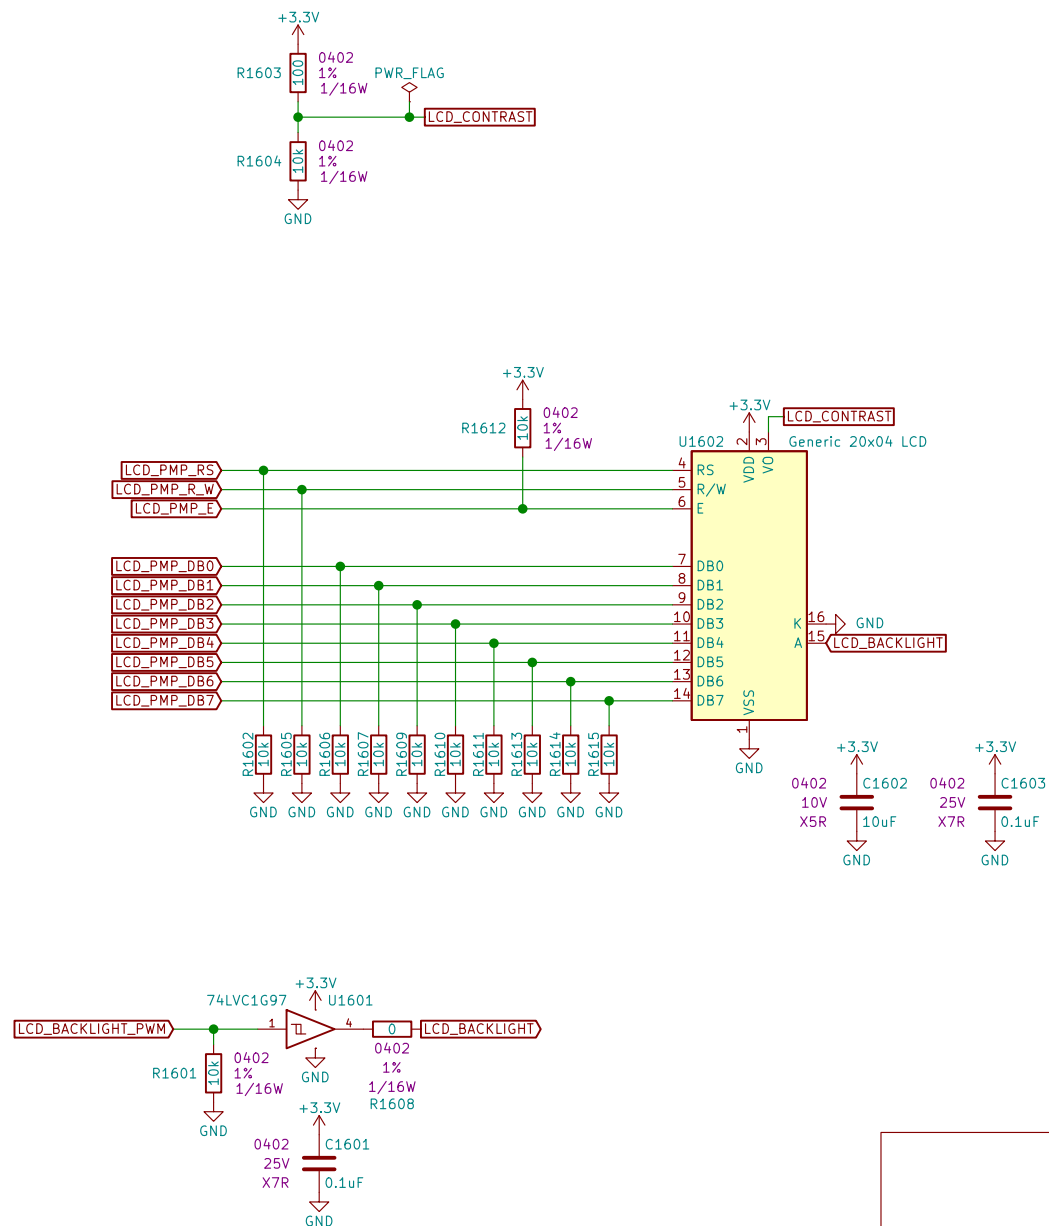 +3.3V
R1603
100
0402
1%
1/16W
PWR_FLAG
LCD_CONTRAST
R1604
10k
0402
1%
1/16W
GND
+3.3V
R1612
10k
0402
1%
1/16W
+3.3V
LCD_CONTRAST
U1602
2
3
Generic 20x04 LCD
VDD
VO
LCD_PMP_RS
4
RS
LCD_PMP_R_W
5
R/W
LCD_PMP_E
6
E
LCD_PMP_DB0
7
DB0
LCD_PMP_DB1
8
DB1
LCD_PMP_DB2
9
DB2
LCD_PMP_DB3
10
DB3
K
16
GND
LCD_PMP_DB4
11
DB4
A
15
LCD_BACKLIGHT
LCD_PMP_DB5
12
DB5
LCD_PMP_DB6
13
DB6
LCD_PMP_DB7
14
DB7
VSS
1
GND
R1602
10k
R1605
10k
R1606
10k
R1607
10k
R1609
10k
R1610
10k
R1611
10k
R1613
10k
R1614
10k
R1615
10k
GND
GND
GND
GND
GND
GND
GND
GND
GND
GND
+3.3V
0402
10V
X5R
C1602
10uF
GND
+3.3V
0402
25V
X7R
C1603
0.1uF
GND
+3.3V
74LVC1G97
U1601
LCD_BACKLIGHT_PWM
1
4
0
LCD_BACKLIGHT
GND
0402
1%
1/16W
R1608
R1601
10k
0402
1%
1/16W
GND
+3.3V
0402
25V
X7R
C1601
0.1uF
GND